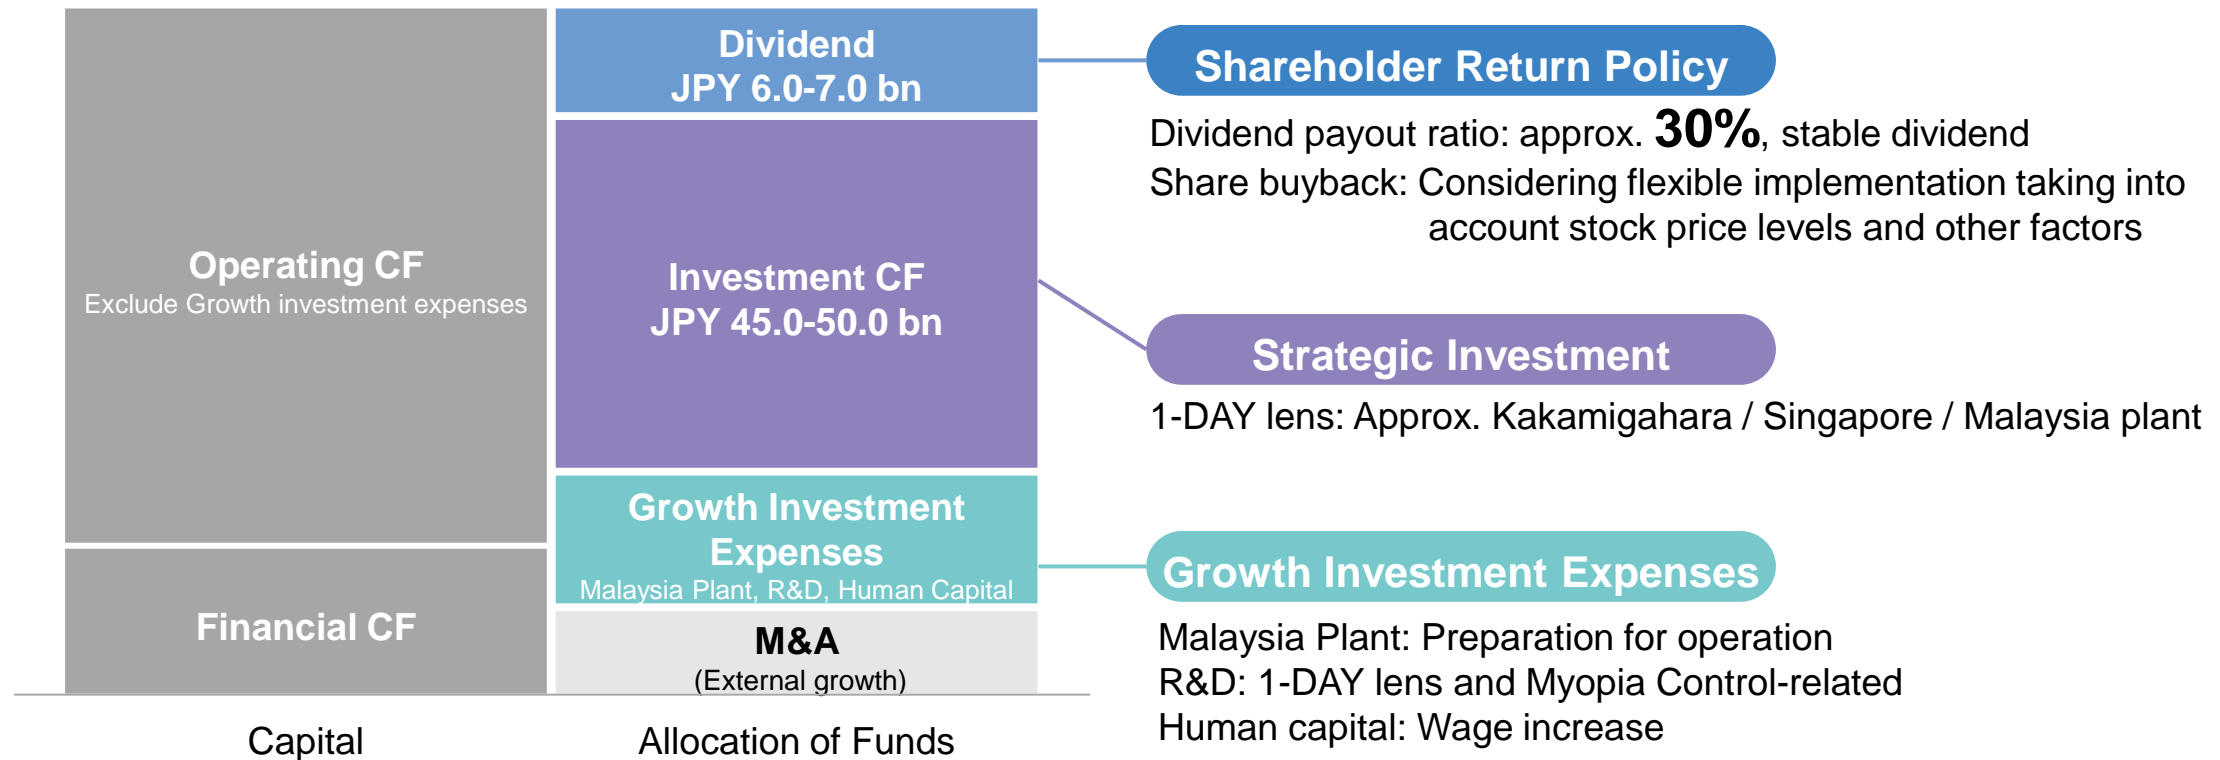 Operating CF
Exclude Growth investment expenses
Financial CF
Capital
Dividend
JPY 6.0-7.0 bn
Investment CF
JPY 45.0-50.0 bn
Growth Investment
Expenses
Malaysia Plant, R&D, Human Capital
M&A
(External growth)
Allocation of Funds
Shareholder Return Policy
Dividend payout ratio: approx. 30%, stable dividend
Share buyback: Considering flexible implementation taking into
account stock price levels and other factors
Strategic Investment
1-DAY lens: Approx. Kakamigahara / Singapore / Malaysia plant
Growth Investment Expenses
Malaysia Plant: Preparation for operation
R&D: 1-DAY lens and Myopia Control-related
Human capital: Wage increase